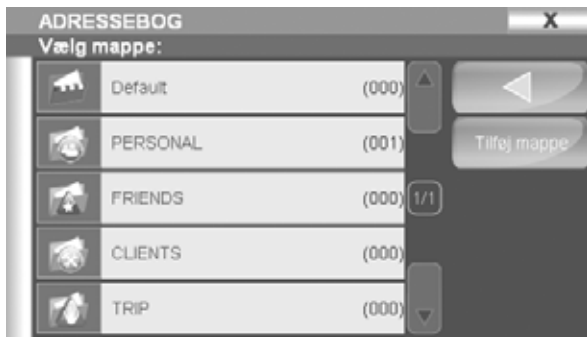 ADRESSEBOG X
Vælg mappe:
Default (000)
PERSONAL (001)
Tilføj mappe
FRIENDS (000)
1/1
CLIENTS (000)
TRIP (000)